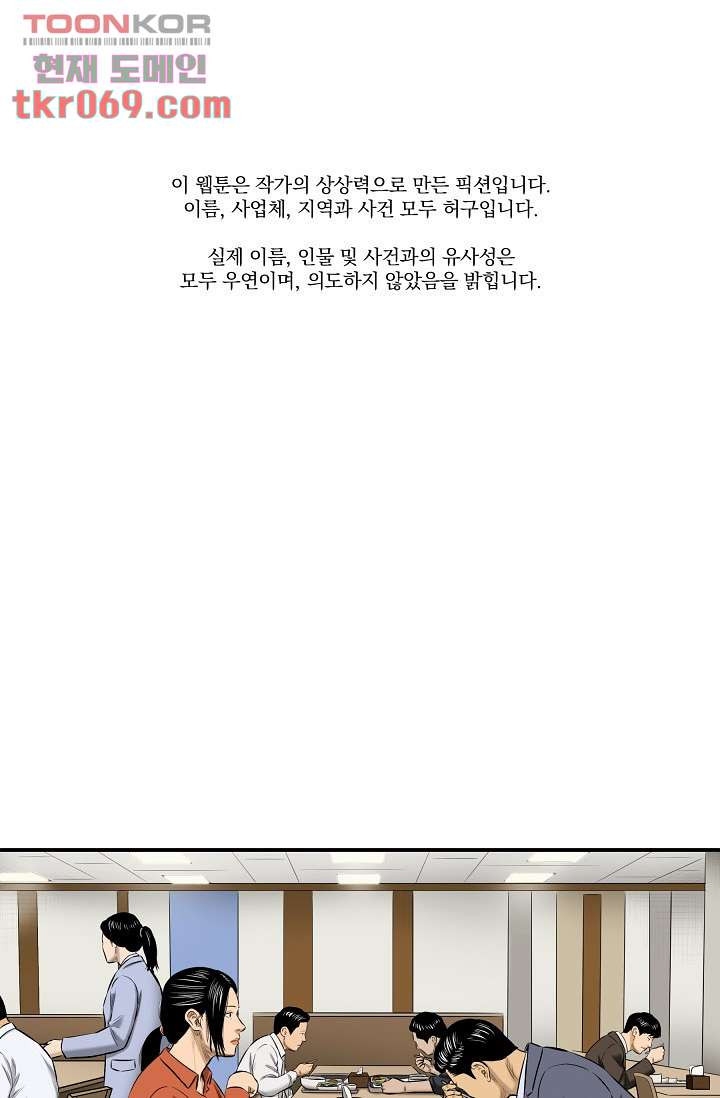 TOONKOR
현재 도메인
tkr069.com
이 웹툰은 작가의 상상력으로 만든 픽션입니다.
이름, 사업체, 지역과 사건 모두 허구입니다.
실제 이름, 인물 및 사건과의 유사성은
모두 우연이며, 의도하지 않았음을 밝힙니다.